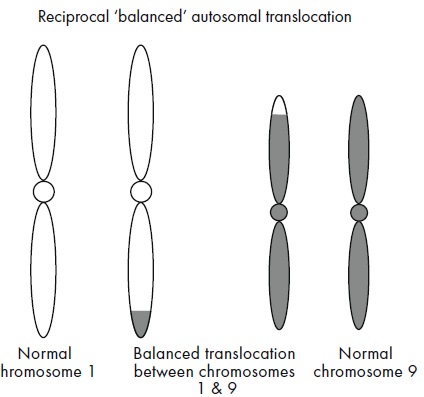 Reciprocal ‘balanced’ autosomal translocation
Normal
hromosome 1
Balanced translocation
between chromosomes
1 & 9
Normal
chromosome 9